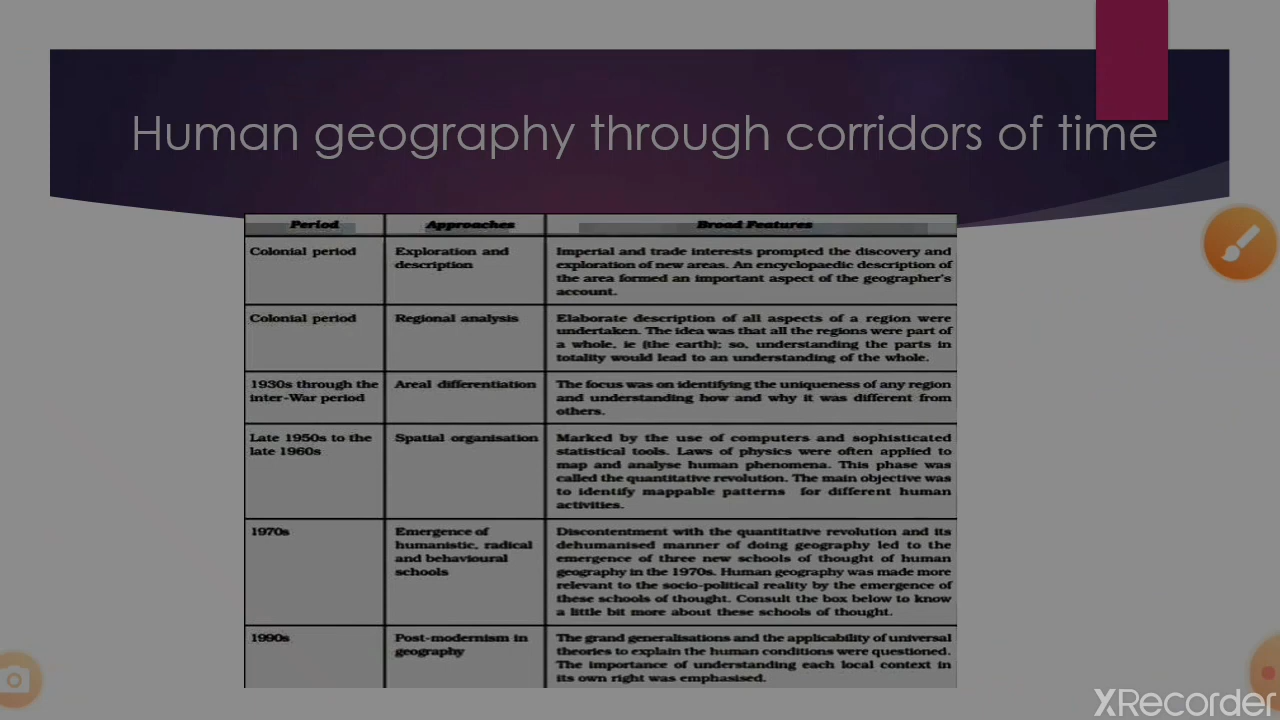 Human geography through corridors of time
Period Approaches Broad Features
Colonial period
Exploration and
description
Imperial and trade interests prompted the discovery and
exploration of new areas. An encyclopaedic description of
the area formed an important aspect of the geographer's
account.
Colonial period
Regional analysis
Elaborate description of all aspects of a region were
undertaken. The idea was that all the regions were part of
a whole, ie (the earth); so, understanding the parts in
totality would lead to an understanding of the whole.
1930s through the
inter-War period
Areal differentiation
The focus was on identifying the uniqueness of any region
and understanding how and why it was different from
others.
Late 1950s to the
late 1960s
Spatial organisation
Marked by the use of computers and sophisticated
statistical tools. Laws of physics were often applied to
map and analyse human phenomena. This phase was
called the quantitative revolution. The main objective was
to identify mappable patterns for different human
activities.
1970s
Emergence of
humanistic, radical
and behavioural
schools
Discontentment with the quantitative revolution and its
dehumanised manner of doing geography led to the
emergence of three new schools of thought of human
geography in the 1970s. Human geography was made more
relevant to the socio-political reality by the emergence of
these schools of thought. Consult the box below to know
a little bit more about these schools of thought.
1990s
Post-modernism in
geography
The grand generalisations and the applicability of universal
theories to explain the human conditions were questioned.
The importance of understanding each local context in
its own right was emphasised.
XRecorder